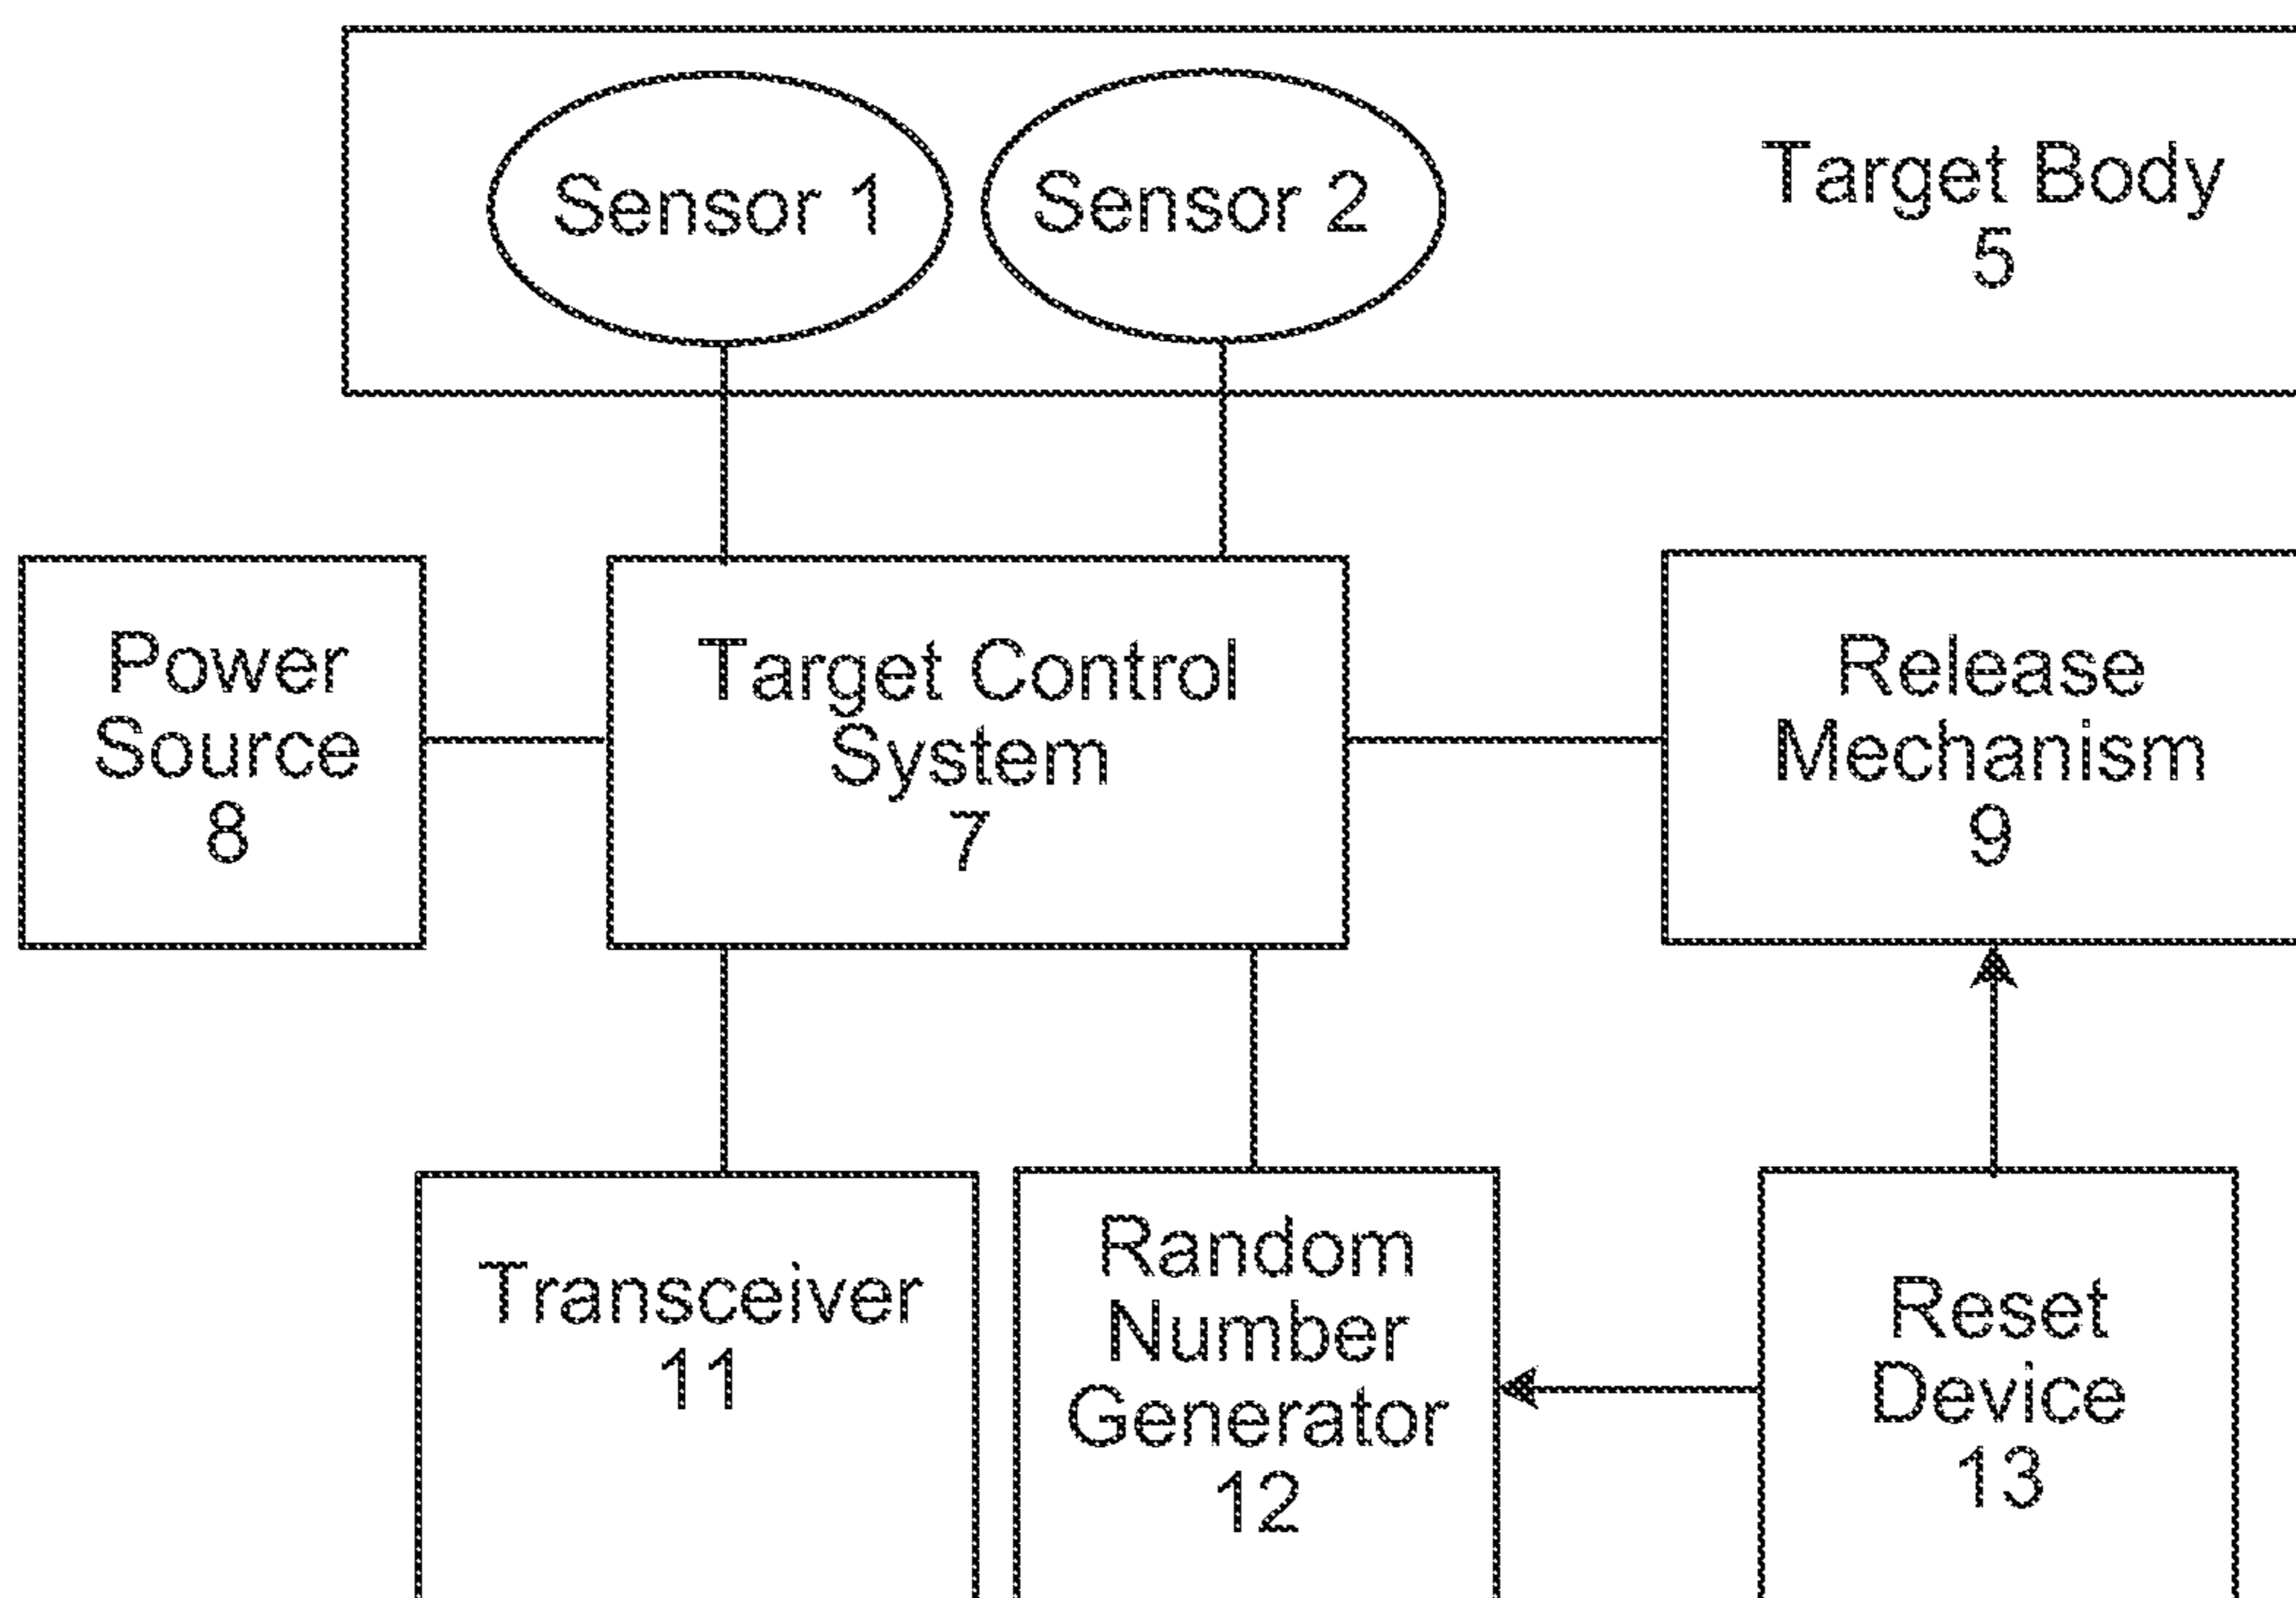 Sensor 1
Sensor 2
Target Body
5
Power
Source
8
Target Control
System
7
Release
Mechanism
9
Transceiver
11
Random
Number
Generator
12
Reset
Device
13